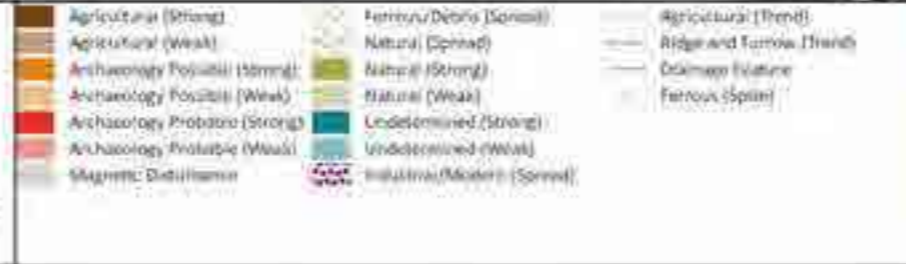 Agricultural (Strong)
Agricultural (Weak)
Archaeology Possible (Strong)
Archaeology Possible (Weak)
Archaeology Probable (Strong)
Archaeology Probable (Weak)
Magnetic Disturbance
Ferrous/Debris (Spread)
Natural (Spread)
Natural (Strong)
Natural (Weak)
Undetermined (Strong)
Undetermined (Weak)
Industrial/Modern (Spread)
Agricultural (Trend)
Ridge and Furrow (Trend)
Drainage Feature
Ferrous (Spike)